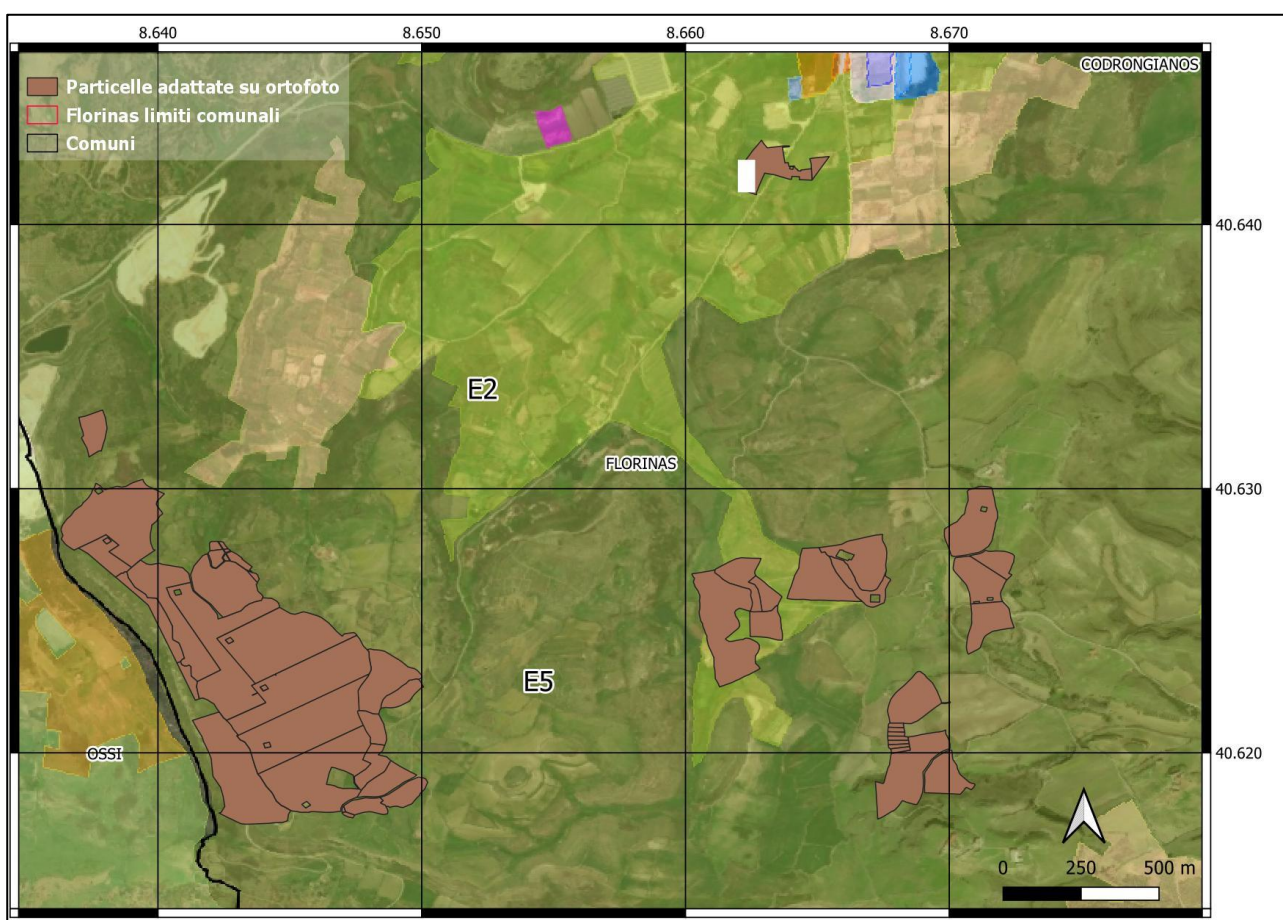 8.640 8.650 8.660 8.670
CODRONGIANOS
Particelle adattate su ortofoto
Florinas limiti comunali
Comuni
40.640
E2
FLORINAS
40.630
E5
OSSI
40.620
0 250 500 m